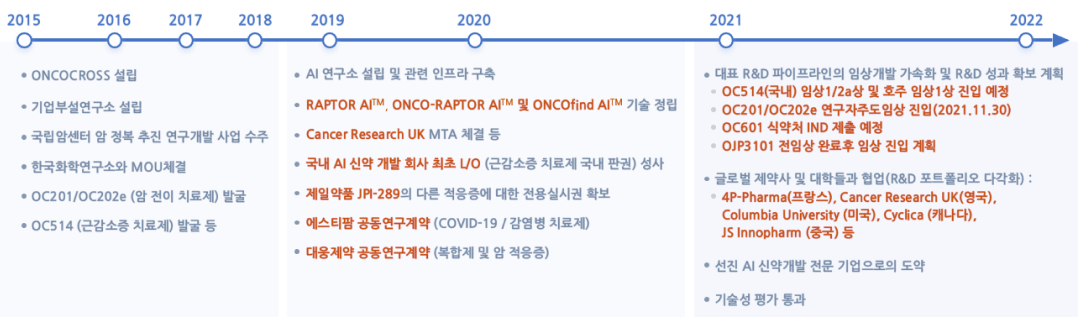 2015 2016 2017 2018 2019 2020 2021 2022
• ONCOCROSS 설립
• 기업부설연구소 설립
• 국립암센터 암 정복 추진 연구개발 사업 수주
• 한국화학연구소와 MOU체결
• OC201/OC202e (암 전이 치료제) 발굴
• OC514 (근감소증 치료제) 발굴 등
• AI 연구소 설립 및 관련 인프라 구축
• RAPTOR AI™, ONCO-RAPTOR AI™ 및 ONCOfind AI™ 기술 정립
• Cancer Research UK MTA 체결 등
• 국내 AI 신약 개발 회사 최초 L/O (근감소증 치료제 국내 판권) 성사
• 제일약품 JPI-289의 다른 적응증에 대한 전용실시권 확보
• 에스티팜 공동연구계약 (COVID-19 / 감염병 치료제)
• 대웅제약 공동연구계약 (복합제 및 암 적응증)
• 대표 R&D 파이프라인의 임상개발 가속화 및 R&D 성과 확보 계획
• OC514(국내) 임상1/2a상 및 호주 임상1상 진입 예정
• OC201/OC202e 연구자주도임상 진입(2021.11.30)
• OC601 식약처 IND 제출 예정
• OJP3101 전임상 완료후 임상 진입 계획
• 글로벌 제약사 및 대학들과 협업(R&D 포트폴리오 다각화) :
• 4P-Pharma(프랑스), Cancer Research UK(영국),
Columbia University (미국), Cyclica (캐나다),
JS Innopharm (중국) 등
• 선진 AI 신약개발 전문 기업으로의 도약
• 기술성 평가 통과